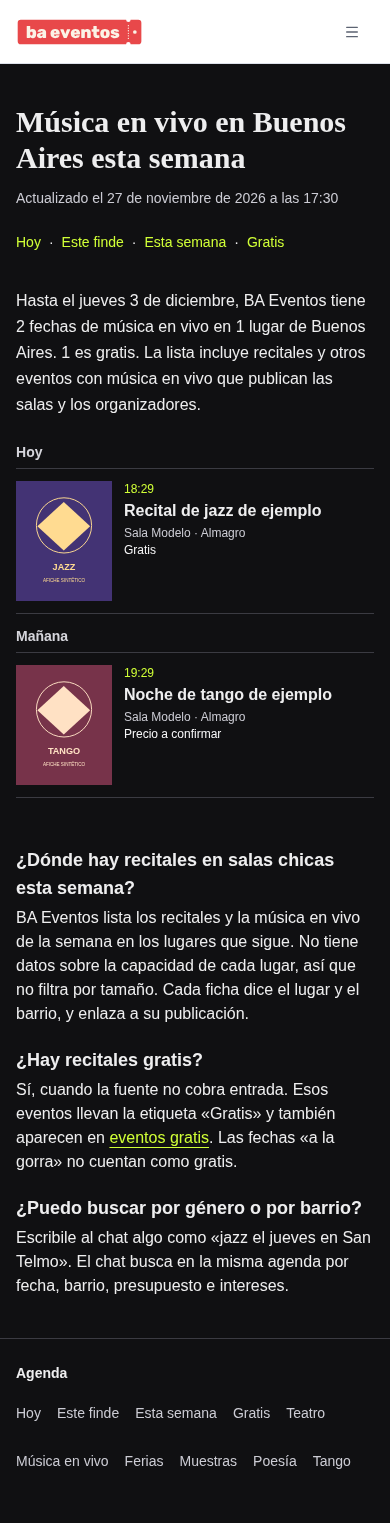 ba eventos
Música en vivo en Buenos
Aires esta semana
Actualizado el 27 de noviembre de 2026 a las 17:30
Hoy · Este finde · Esta semana · Gratis
Hasta el jueves 3 de diciembre, BA Eventos tiene
2 fechas de música en vivo en 1 lugar de Buenos
Aires. 1 es gratis. La lista incluye recitales y otros
eventos con música en vivo que publican las
salas y los organizadores.
Hoy
JAZZ
AFICHE SINTÉTICO
18:29
Recital de jazz de ejemplo
Sala Modelo · Almagro
Gratis
Mañana
TANGO
AFICHE SINTÉTICO
19:29
Noche de tango de ejemplo
Sala Modelo · Almagro
Precio a confirmar
¿Dónde hay recitales en salas chicas
esta semana?
BA Eventos lista los recitales y la música en vivo
de la semana en los lugares que sigue. No tiene
datos sobre la capacidad de cada lugar, así que
no filtra por tamaño. Cada ficha dice el lugar y el
barrio, y enlaza a su publicación.
¿Hay recitales gratis?
Sí, cuando la fuente no cobra entrada. Esos
eventos llevan la etiqueta «Gratis» y también
aparecen en eventos gratis. Las fechas «a la
gorra» no cuentan como gratis.
¿Puedo buscar por género o por barrio?
Escribile al chat algo como «jazz el jueves en San
Telmo». El chat busca en la misma agenda por
fecha, barrio, presupuesto e intereses.
Agenda
Hoy Este finde Esta semana Gratis Teatro
Música en vivo Ferias Muestras Poesía Tango